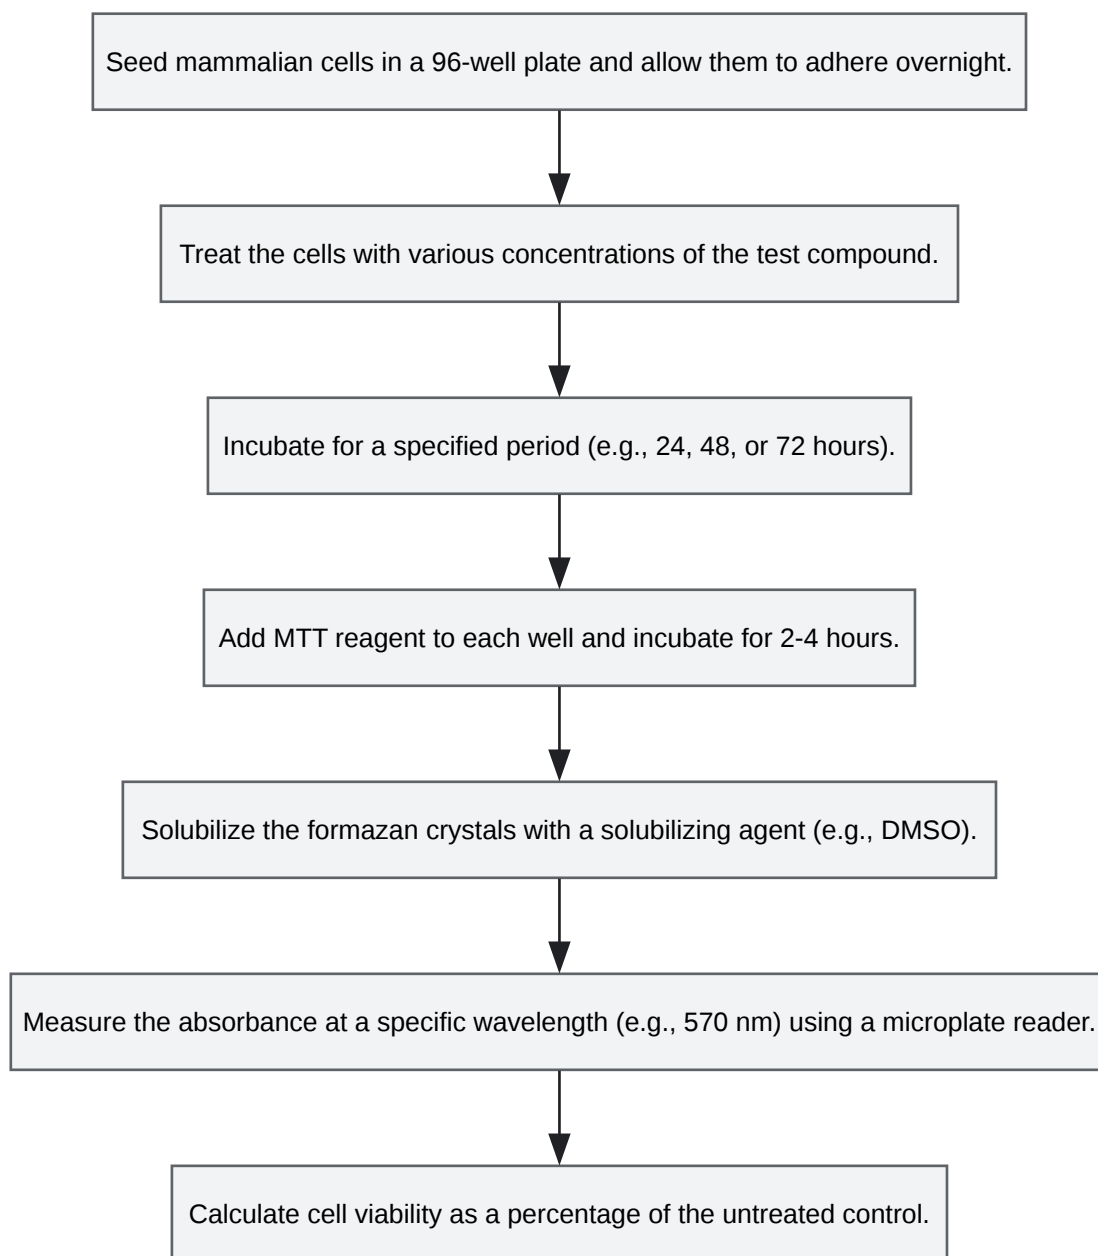 Seed mammalian cells in a 96-well plate and allow them to adhere overnight.
Treat the cells with various concentrations of the test compound.
Incubate for a specified period (e.g., 24, 48, or 72 hours).
Add MTT reagent to each well and incubate for 2-4 hours.
Solubilize the formazan crystals with a solubilizing agent (e.g., DMSO).
Measure the absorbance at a specific wavelength (e.g., 570 nm) using a microplate reader.
Calculate cell viability as a percentage of the untreated control.